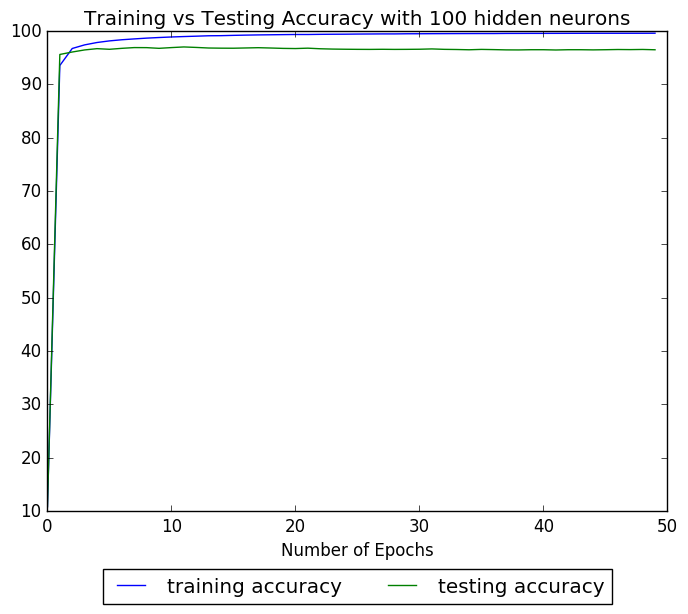 Training vs Testing Accuracy with 100 hidden neurons
100
90
80
70
60
50
40
30
20
10
0 10 20 30 40 50
Number of Epochs
training accuracy testing accuracy